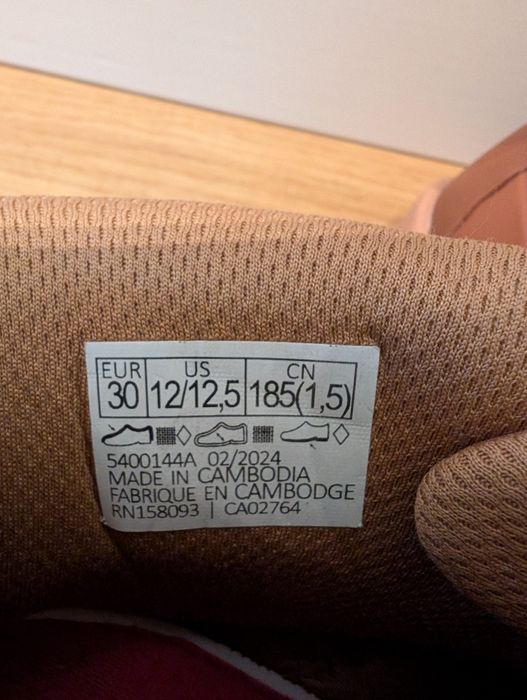 EUR US CN
30 12/12,5 185(1,5)
5400144A 02/2024
MADE IN CAMBODIA
FABRIQUE EN CAMBODGE
RN158093 | CA02764